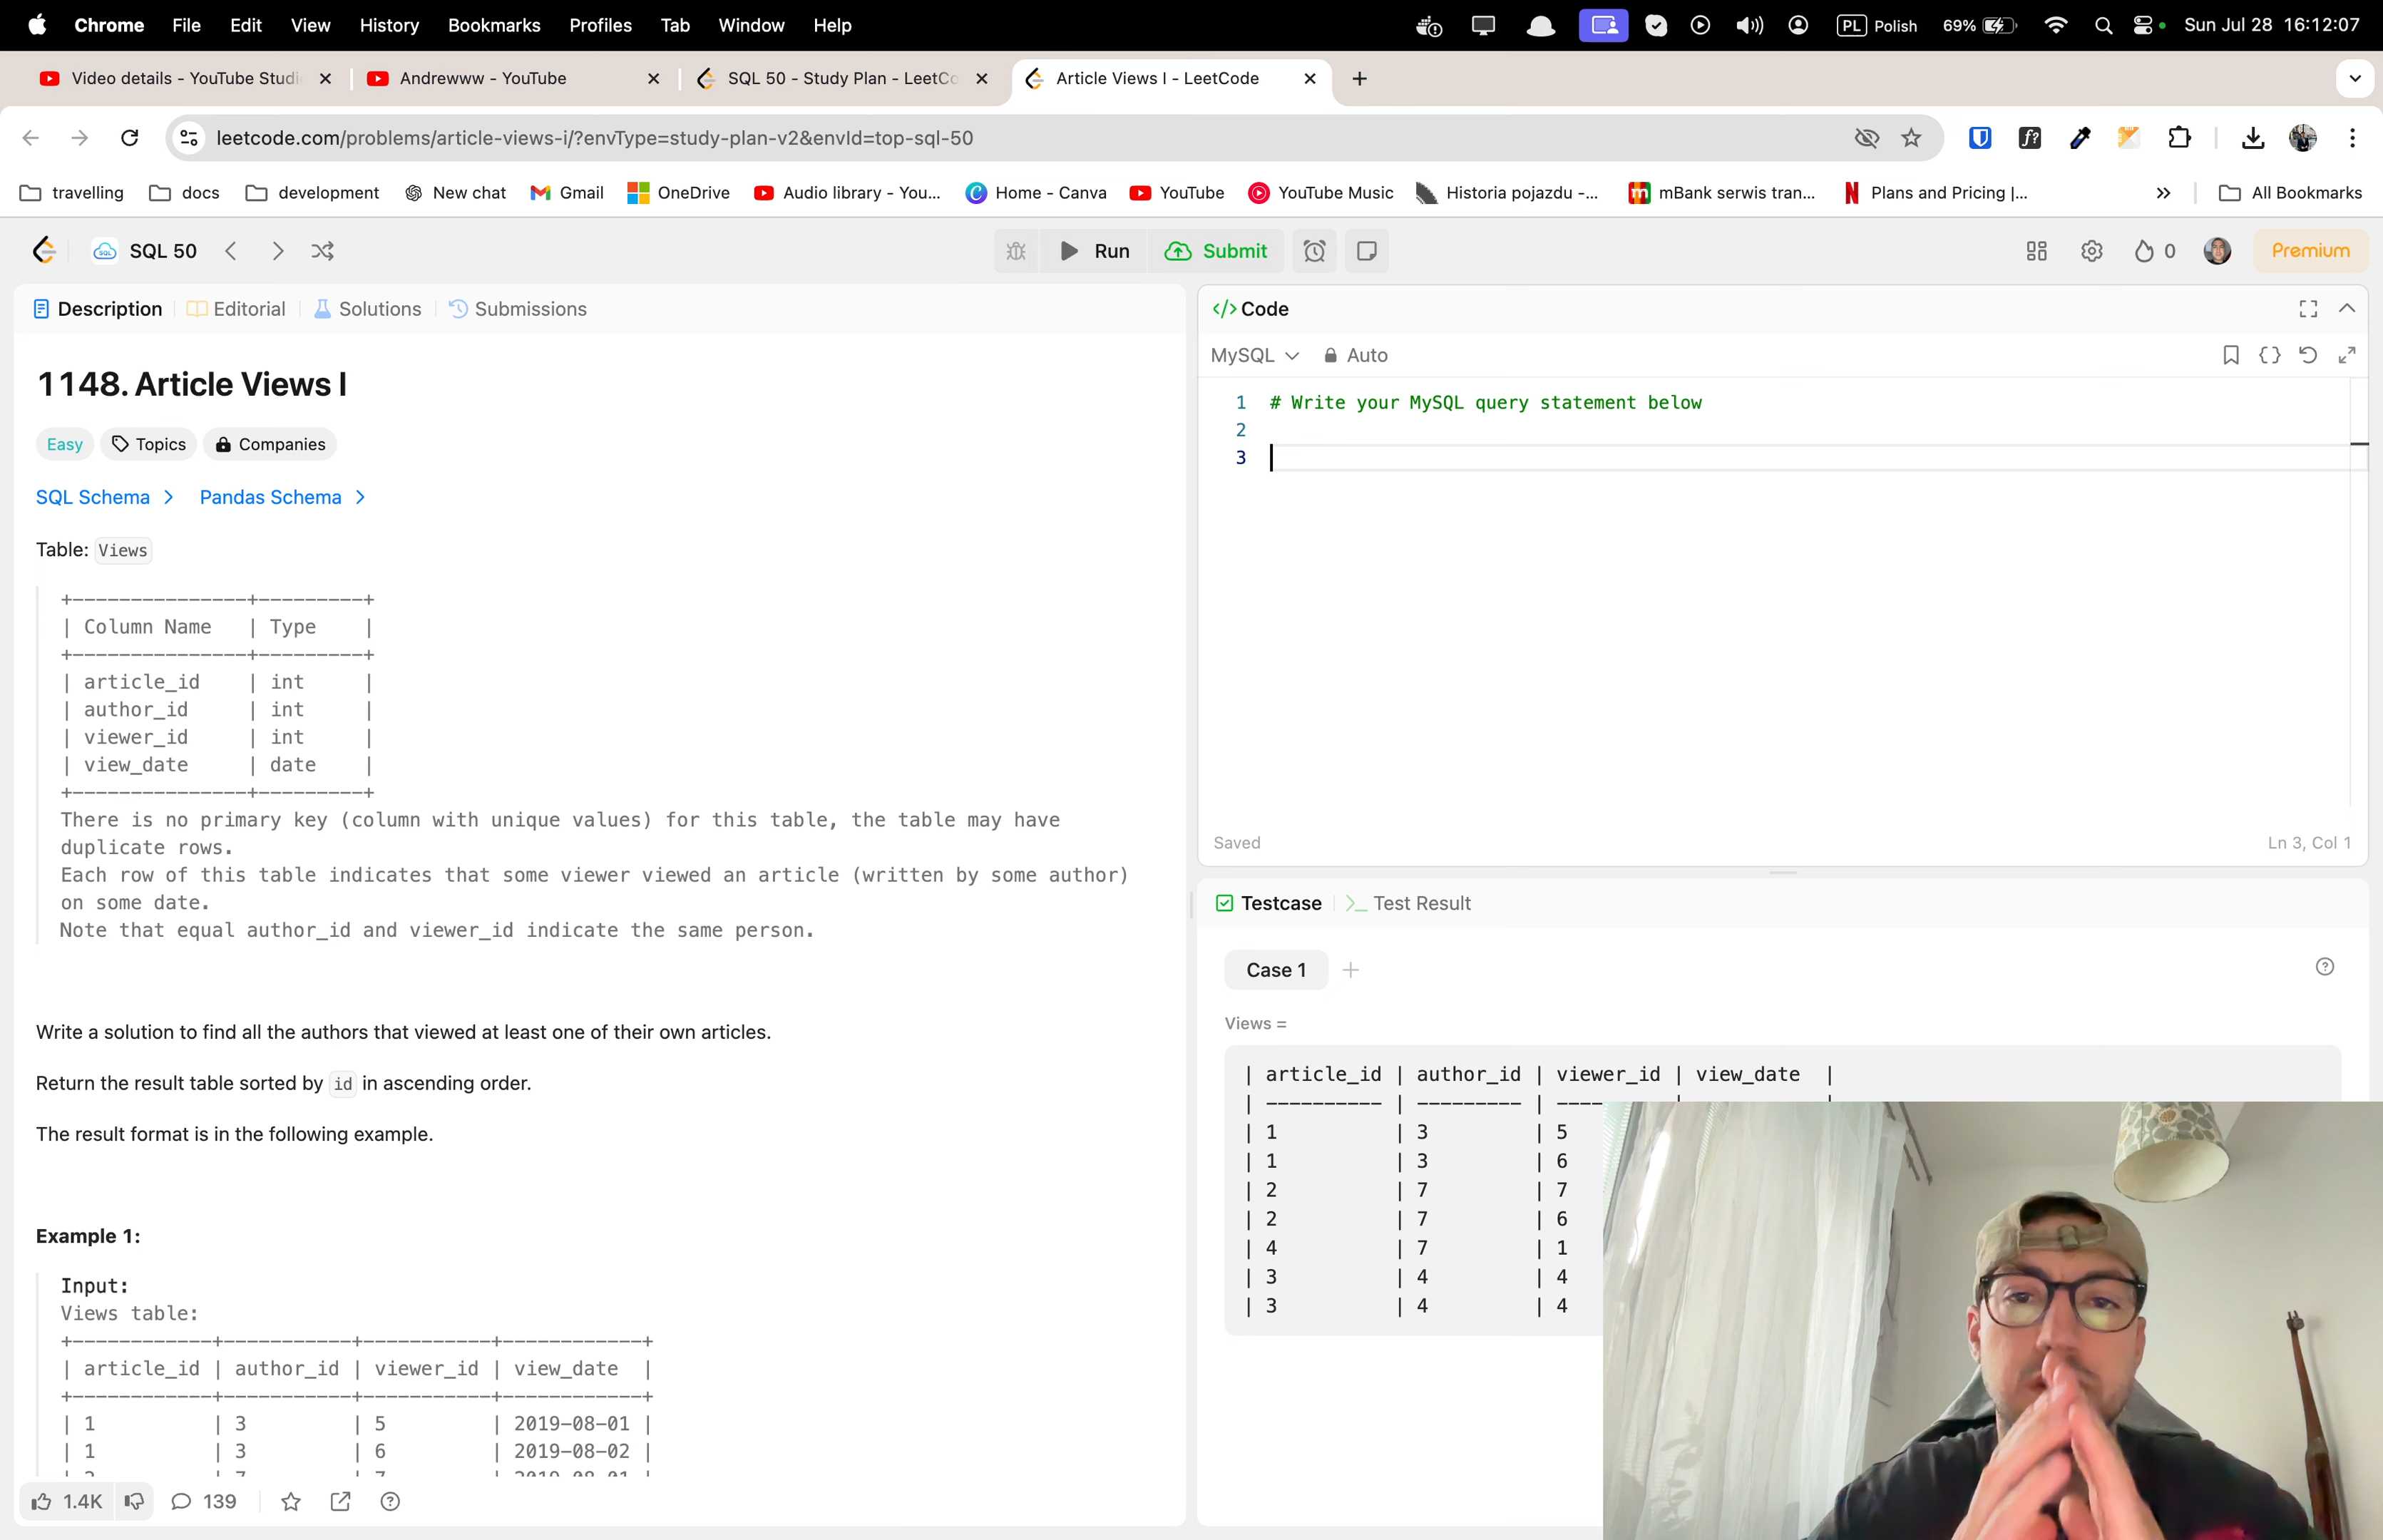 Chrome File Edit View History Bookmarks Profiles Tab Window Help PL Polish 69% Sun Jul 28 16:12:07
Video details - YouTube Studi Andrewww - YouTube SQL 50 - Study Plan - LeetCo Article Views I - LeetCode
leetcode.com/problems/article-views-i/?envType=study-plan-v2&envId=top-sql-50 f?
travelling docs development New chat Gmail OneDrive Audio library - You... Home - Canva YouTube YouTube Music Historia pojazdu -... mBank serwis tran... Plans and Pricing |... » All Bookmarks
SQL 50 Run Submit 0 Premium
Description Editorial Solutions Submissions
1148. Article Views I
Easy Topics Companies
SQL Schema Pandas Schema
Table: Views
+---------------+---------+
| Column Name   | Type    |
+---------------+---------+
| article_id    | int     |
| author_id     | int     |
| viewer_id     | int     |
| view_date     | date    |
+---------------+---------+
There is no primary key (column with unique values) for this table, the table may have
duplicate rows.
Each row of this table indicates that some viewer viewed an article (written by some author)
on some date.
Note that equal author_id and viewer_id indicate the same person.
Write a solution to find all the authors that viewed at least one of their own articles.
Return the result table sorted by id in ascending order.
The result format is in the following example.
Example 1:
Input:
Views table:
+------------+-----------+-----------+------------+
| article_id | author_id | viewer_id | view_date  |
+------------+-----------+-----------+------------+
| 1          | 3         | 5         | 2019-08-01 |
| 1          | 3         | 6         | 2019-08-02 |
1.4K 139
</> Code
MySQL Auto
1 # Write your MySQL query statement below
2
3
Saved Ln 3, Col 1
Testcase >_ Test Result
Case 1
Views =
| article_id | author_id | viewer_id | view_date  |
| ---------- | --------- | ----
| 1          | 3         | 5
| 1          | 3         | 6
| 2          | 7         | 7
| 2          | 7         | 6
| 4          | 7         | 1
| 3          | 4         | 4
| 3          | 4         | 4